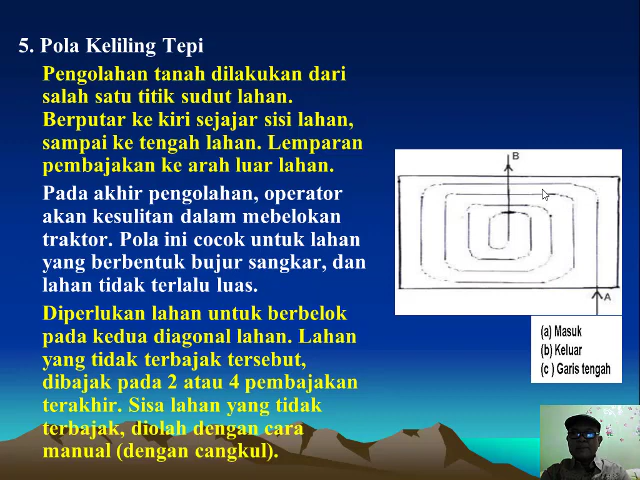 5. Pola Keliling Tepi
Pengolahan tanah dilakukan dari
salah satu titik sudut lahan.
Berputar ke kiri sejajar sisi lahan,
sampai ke tengah lahan. Lemparan
pembajakan ke arah luar lahan.
Pada akhir pengolahan, operator
akan kesulitan dalam mebelokan
traktor. Pola ini cocok untuk lahan
yang berbentuk bujur sangkar, dan
lahan tidak terlalu luas.
Diperlukan lahan untuk berbelok
pada kedua diagonal lahan. Lahan
yang tidak terbajak tersebut,
dibajak pada 2 atau 4 pembajakan
terakhir. Sisa lahan yang tidak
terbajak, diolah dengan cara
manual (dengan cangkul).
B
A
(a) Masuk
(b) Keluar
(c ) Garis tengah